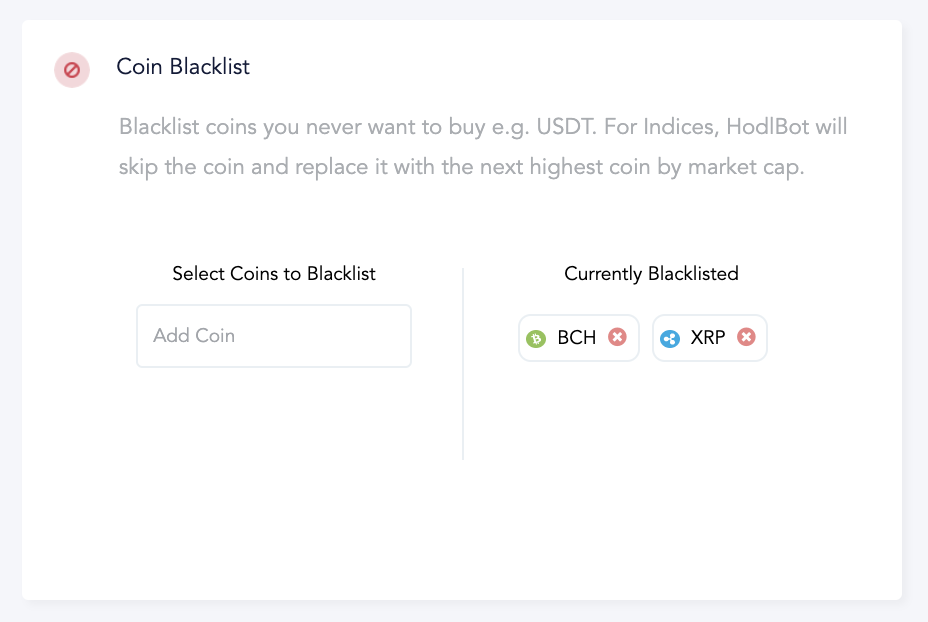 Coin Blacklist
Blacklist coins you never want to buy e.g. USDT. For Indices, HodlBot will
skip the coin and replace it with the next highest coin by market cap.
Select Coins to Blacklist
Add Coin
Currently Blacklisted
BCH
XRP